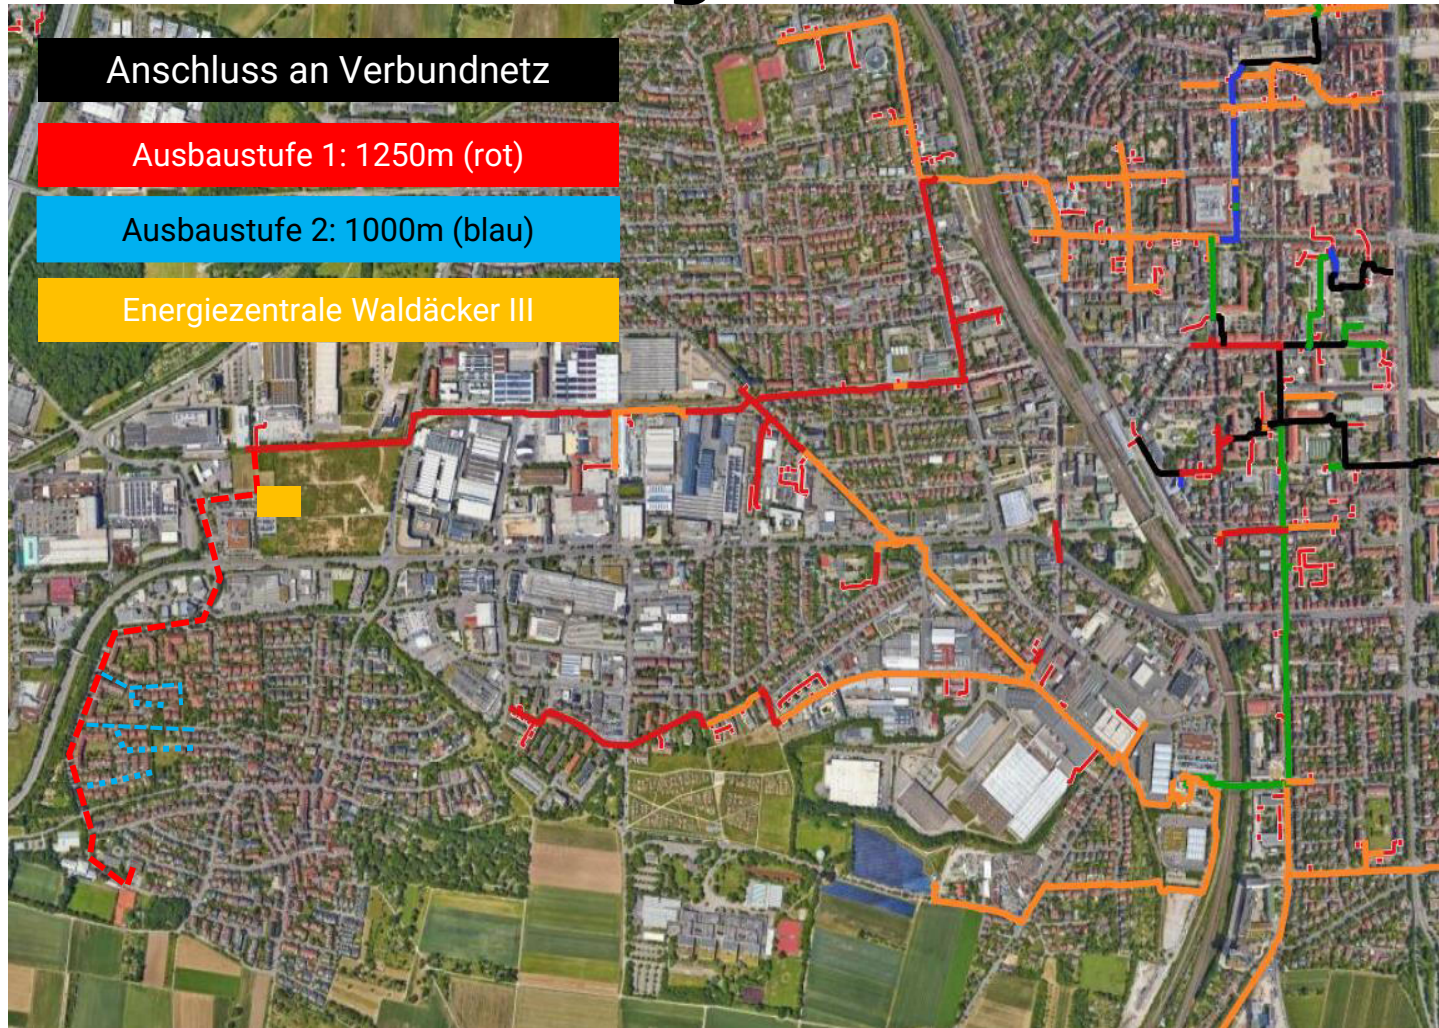 Anschluss an Verbundnetz
Ausbaustufe 1: 1250m (rot)
Ausbaustufe 2: 1000m (blau)
Energiezentrale Waldäcker III